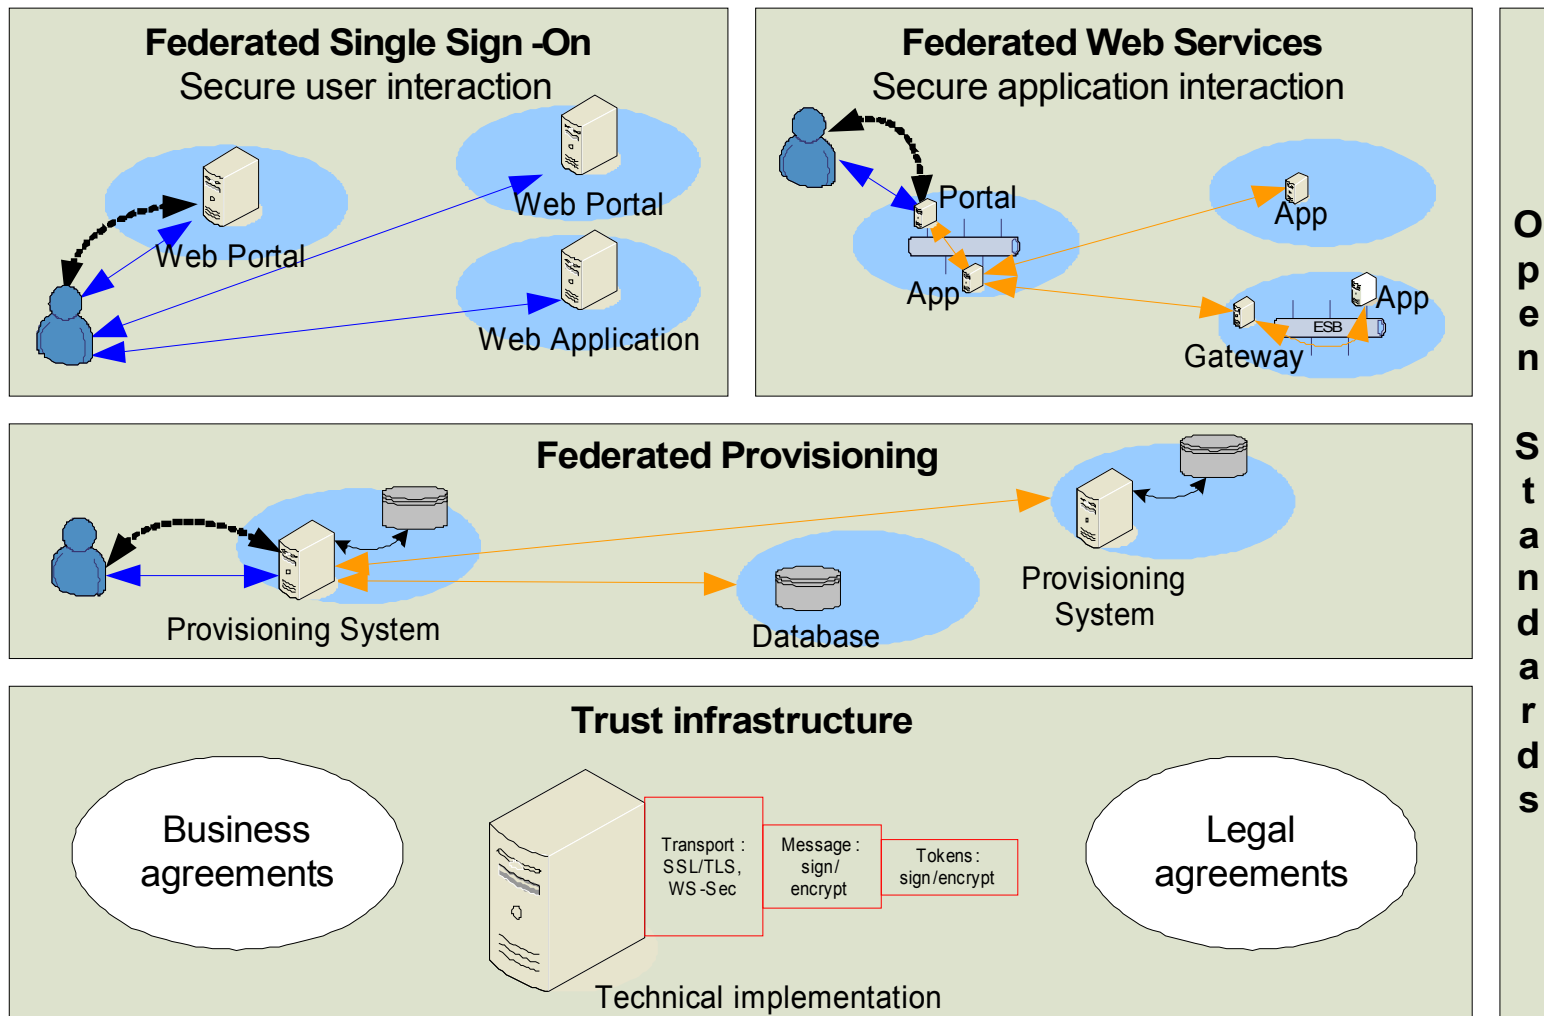 Federated Single Sign -On
Secure user interaction
Web Portal
Web Portal
Web Application
Federated Web Services
Secure application interaction
Portal
App
App
App
ESB
Gateway
Federated Provisioning
Provisioning System
Database
Provisioning
System
Trust infrastructure
Business
agreements
Transport :
SSL/TLS,
WS-Sec
Message :
sign/
encrypt
Tokens :
sign/encrypt
Legal
agreements
Technical implementation
Open Standards